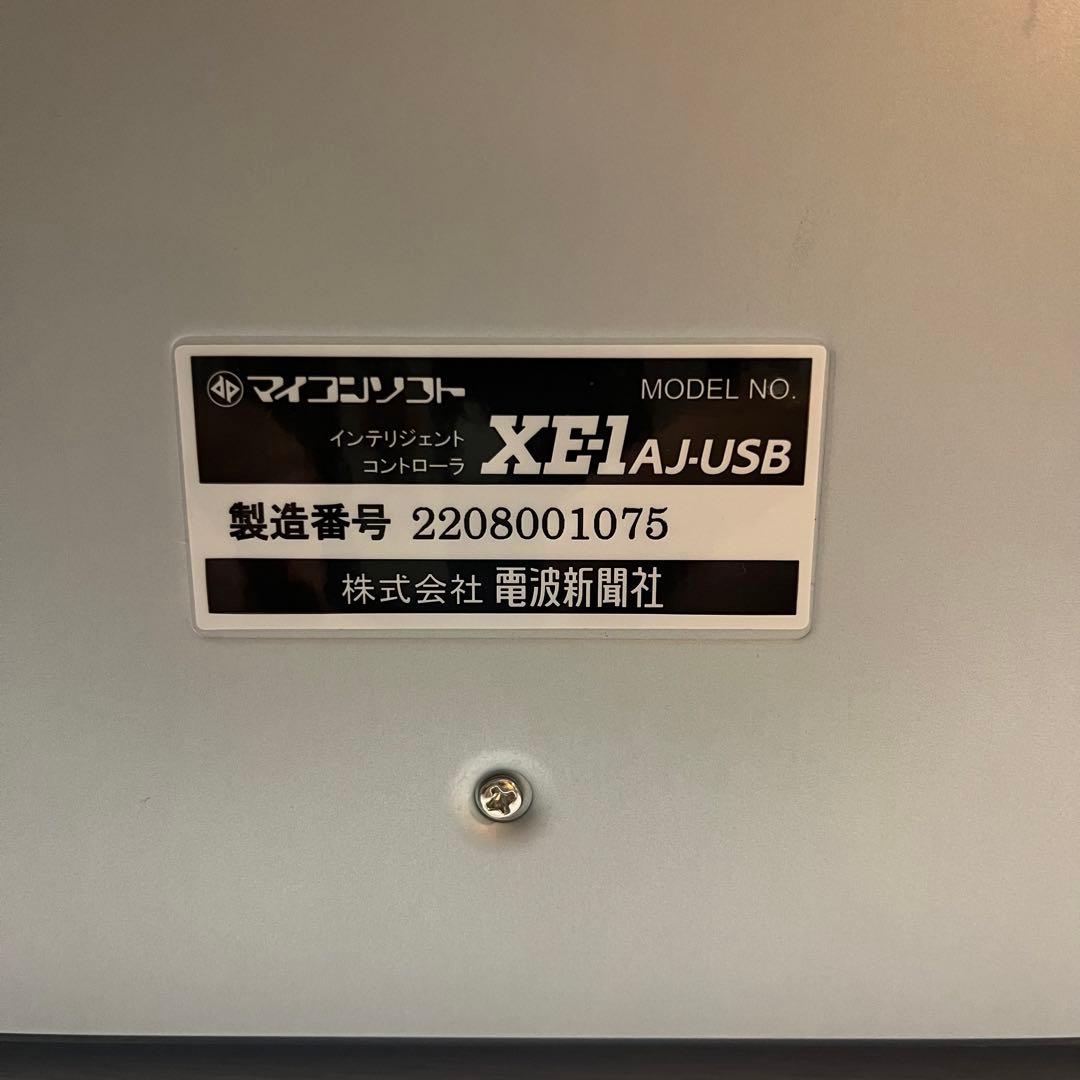 マイコンソフト MODEL NO.
インテリジェント
コントローラ XE-1AJ-USB
製造番号 2208001075
株式会社 電波新聞社